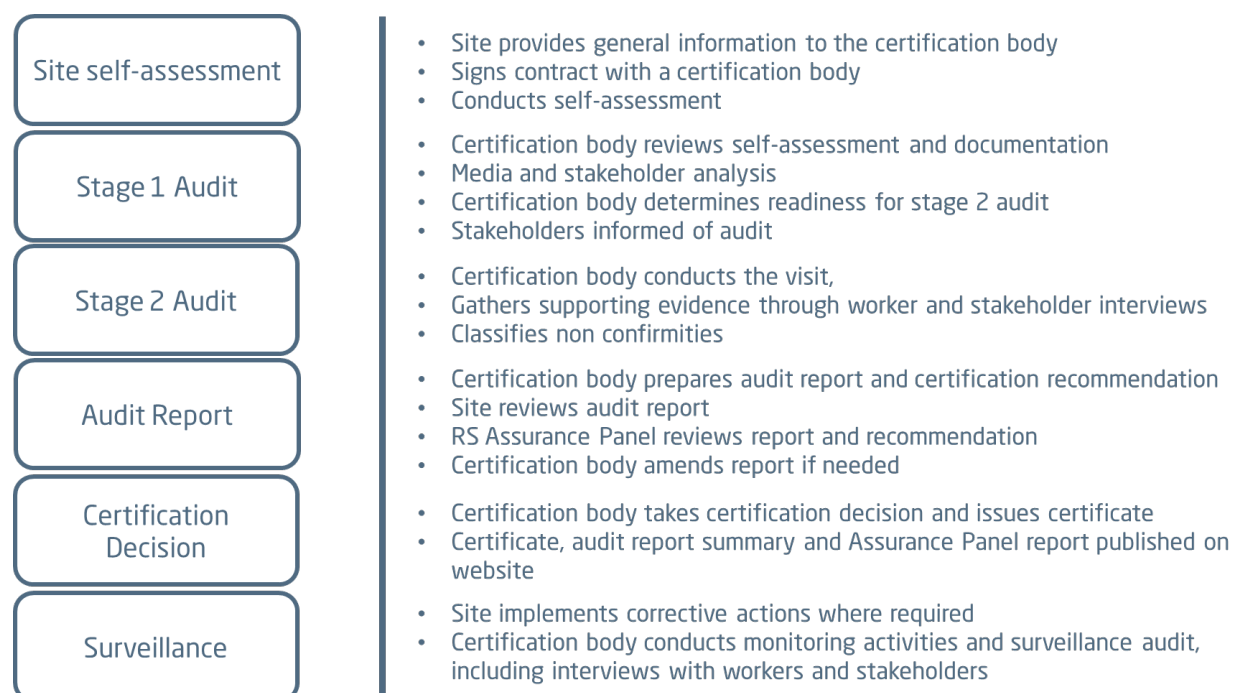 Site self-assessment
• Site provides general information to the certification body
• Signs contract with a certification body
• Conducts self-assessment
Stage 1 Audit
• Certification body reviews self-assessment and documentation
• Media and stakeholder analysis
• Certification body determines readiness for stage 2 audit
• Stakeholders informed of audit
Stage 2 Audit
• Certification body conducts the visit,
• Gathers supporting evidence through worker and stakeholder interviews
• Classifies non confirmities
Audit Report
• Certification body prepares audit report and certification recommendation
• Site reviews audit report
• RS Assurance Panel reviews report and recommendation
• Certification body amends report if needed
Certification
Decision
• Certification body takes certification decision and issues certificate
• Certificate, audit report summary and Assurance Panel report published on
website
Surveillance
• Site implements corrective actions where required
• Certification body conducts monitoring activities and surveillance audit,
including interviews with workers and stakeholders